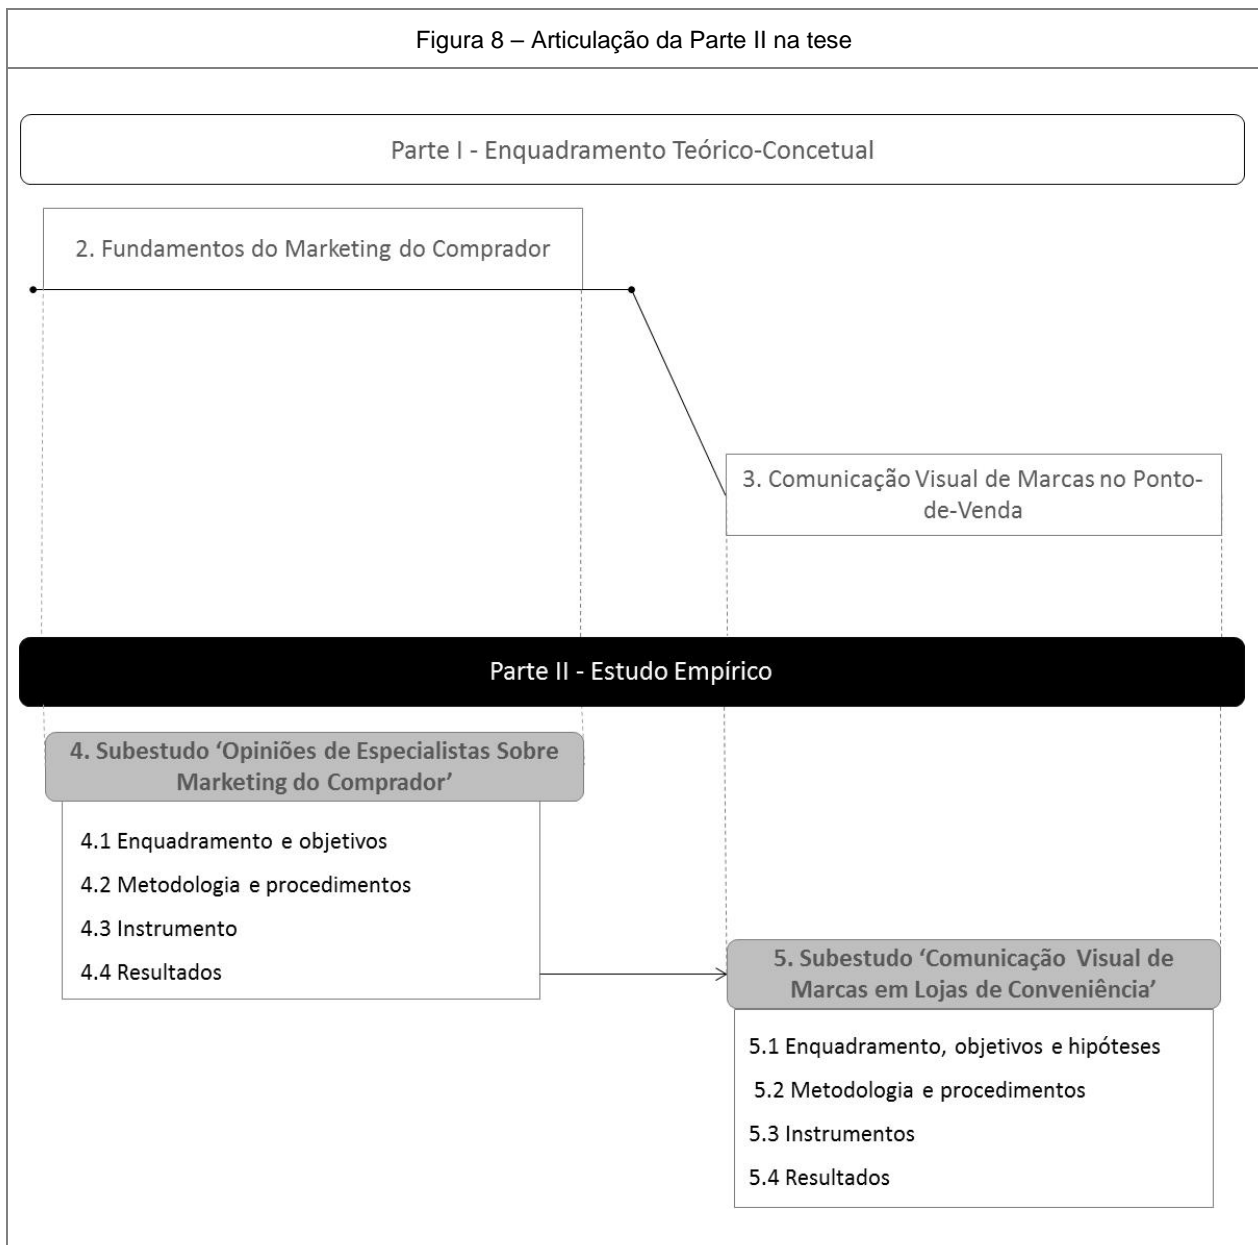 Figura 8 – Articulação da Parte II na tese
Parte I - Enquadramento Teórico-Concetual
2. Fundamentos do Marketing do Comprador
3. Comunicação Visual de Marcas no Ponto-
de-Venda
Parte II - Estudo Empírico
4. Subestudo ‘Opiniões de Especialistas Sobre
Marketing do Comprador’
4.1 Enquadramento e objetivos
4.2 Metodologia e procedimentos
4.3 Instrumento
4.4 Resultados
5. Subestudo ‘Comunicação Visual de
Marcas em Lojas de Conveniência’
5.1 Enquadramento, objetivos e hipóteses
5.2 Metodologia e procedimentos
5.3 Instrumentos
5.4 Resultados